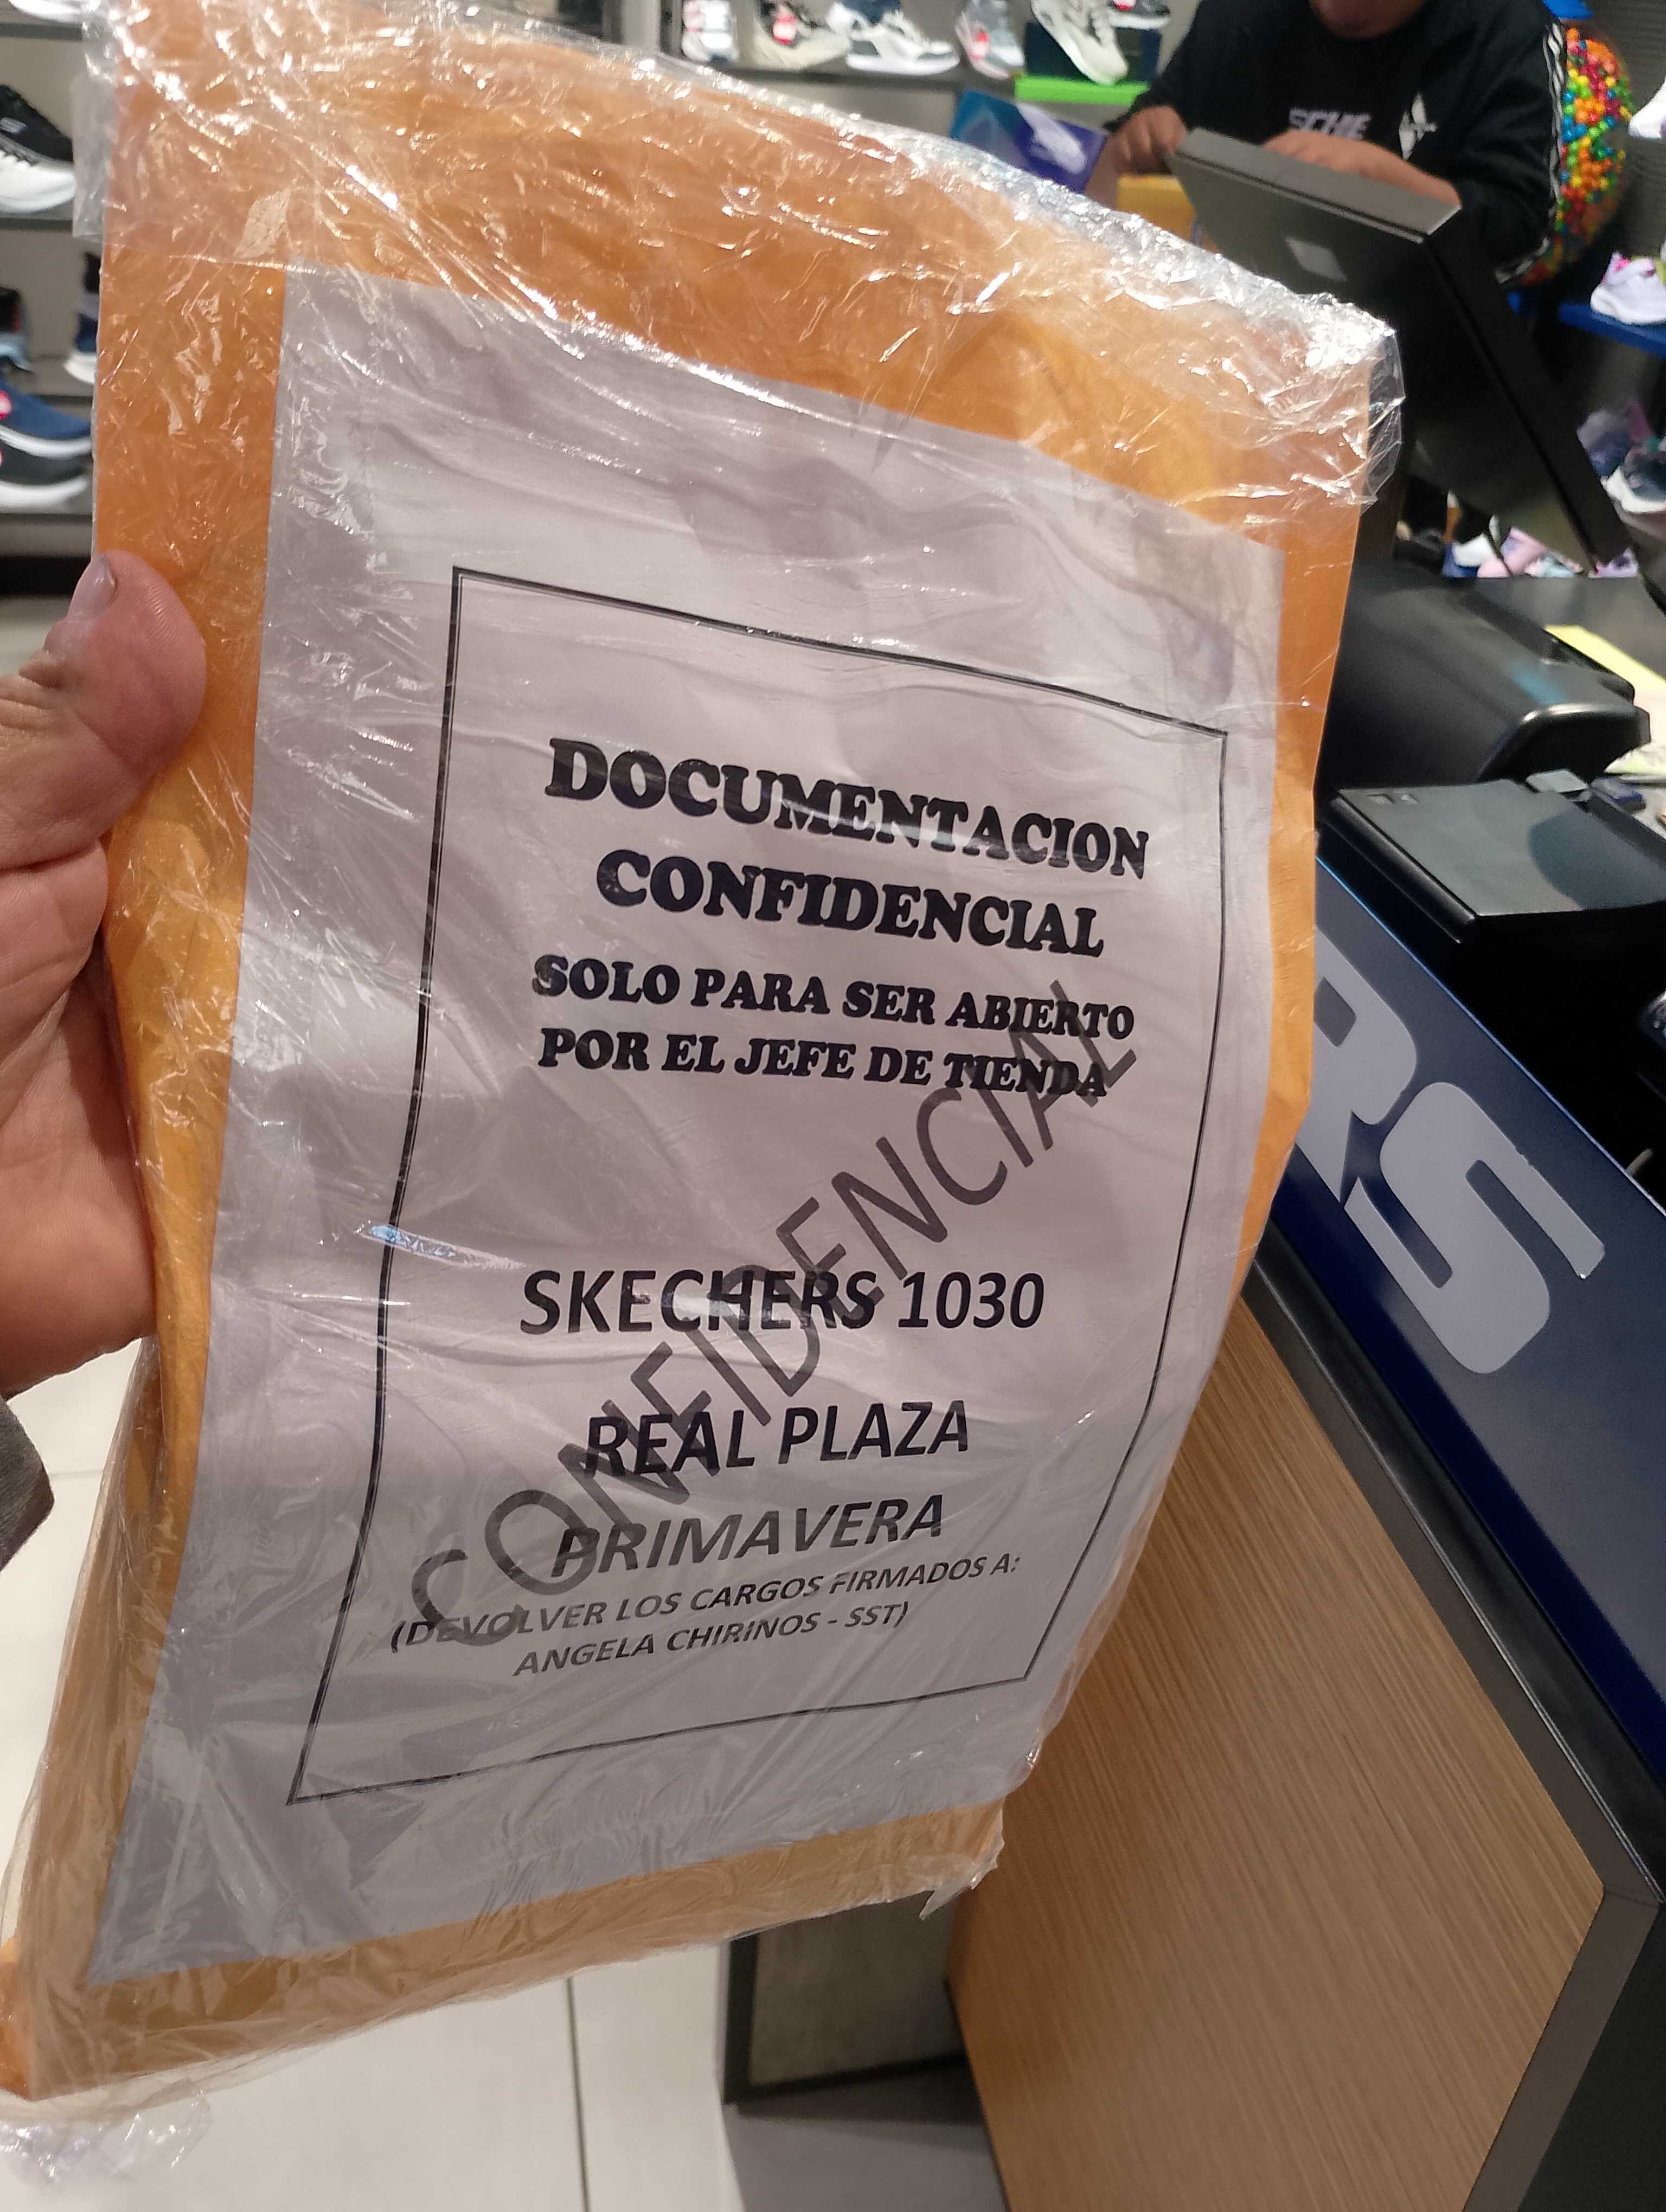 DOCUMENTACION
CONFIDENCIAL
SOLO PARA SER ABIERTO
POR EL JEFE DE TIENDA
CONFIDENCIAL
SKECHERS 1030
REAL PLAZA
PRIMAVERA
(DEVOLVER LOS CARGOS FIRMADOS A:
ANGELA CHIRINOS - SST)
RS